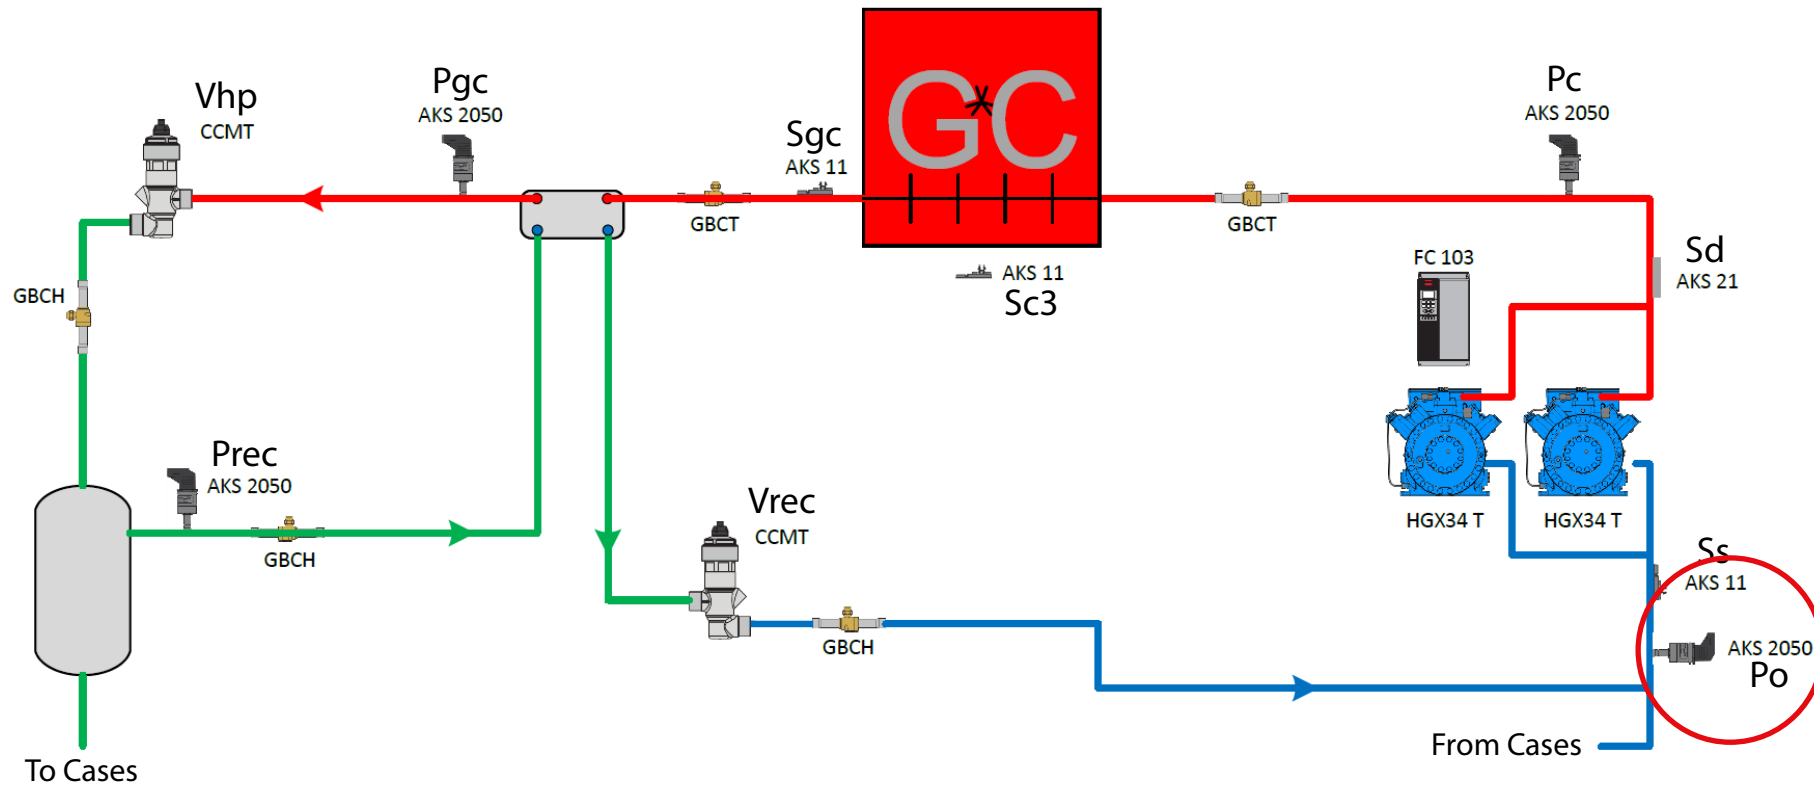 Vhp
CCMT
Pgc
AKS 2050
Sgc
AKS 11
GC
Pc
AKS 2050
GBCT
GBCT
AKS 11
Sc3
FC 103
Sd
AKS 21
GBCH
Prec
AKS 2050
GBCH
Vrec
CCMT
GBCH
HGX34 T
HGX34 T
Ss
AKS 11
AKS 2050
Po
From Cases
To Cases